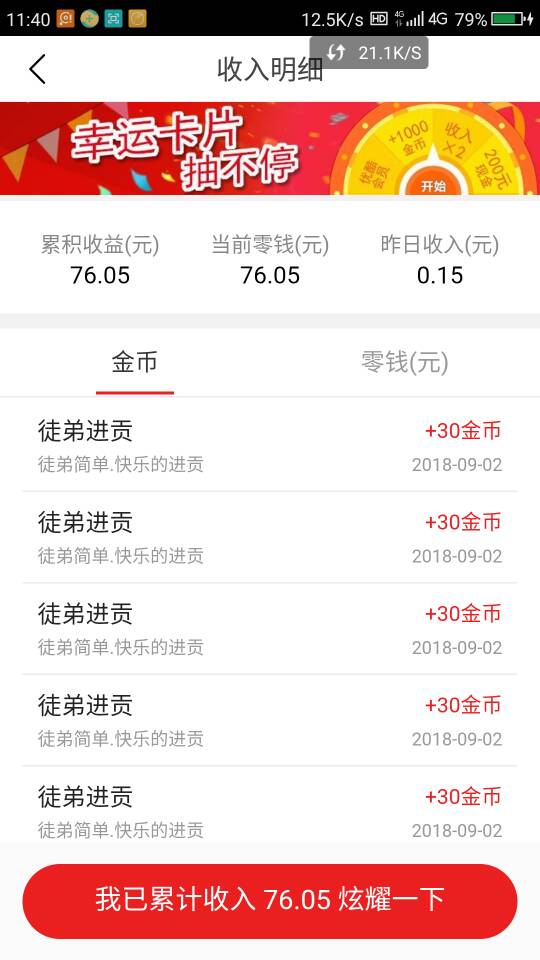 11:40 12.5K/s HD 4G 4G 79%
21.1K/S
收入明细
幸运卡片
抽不停
优酷会员
+1000金币
收入×2
200元现金
开始
累积收益(元) 当前零钱(元) 昨日收入(元)
76.05 76.05 0.15
金币 零钱(元)
徒弟进贡 +30金币
徒弟简单.快乐的进贡 2018-09-02
徒弟进贡 +30金币
徒弟简单.快乐的进贡 2018-09-02
徒弟进贡 +30金币
徒弟简单.快乐的进贡 2018-09-02
徒弟进贡 +30金币
徒弟简单.快乐的进贡 2018-09-02
徒弟进贡 +30金币
徒弟简单.快乐的进贡 2018-09-02
我已累计收入 76.05 炫耀一下